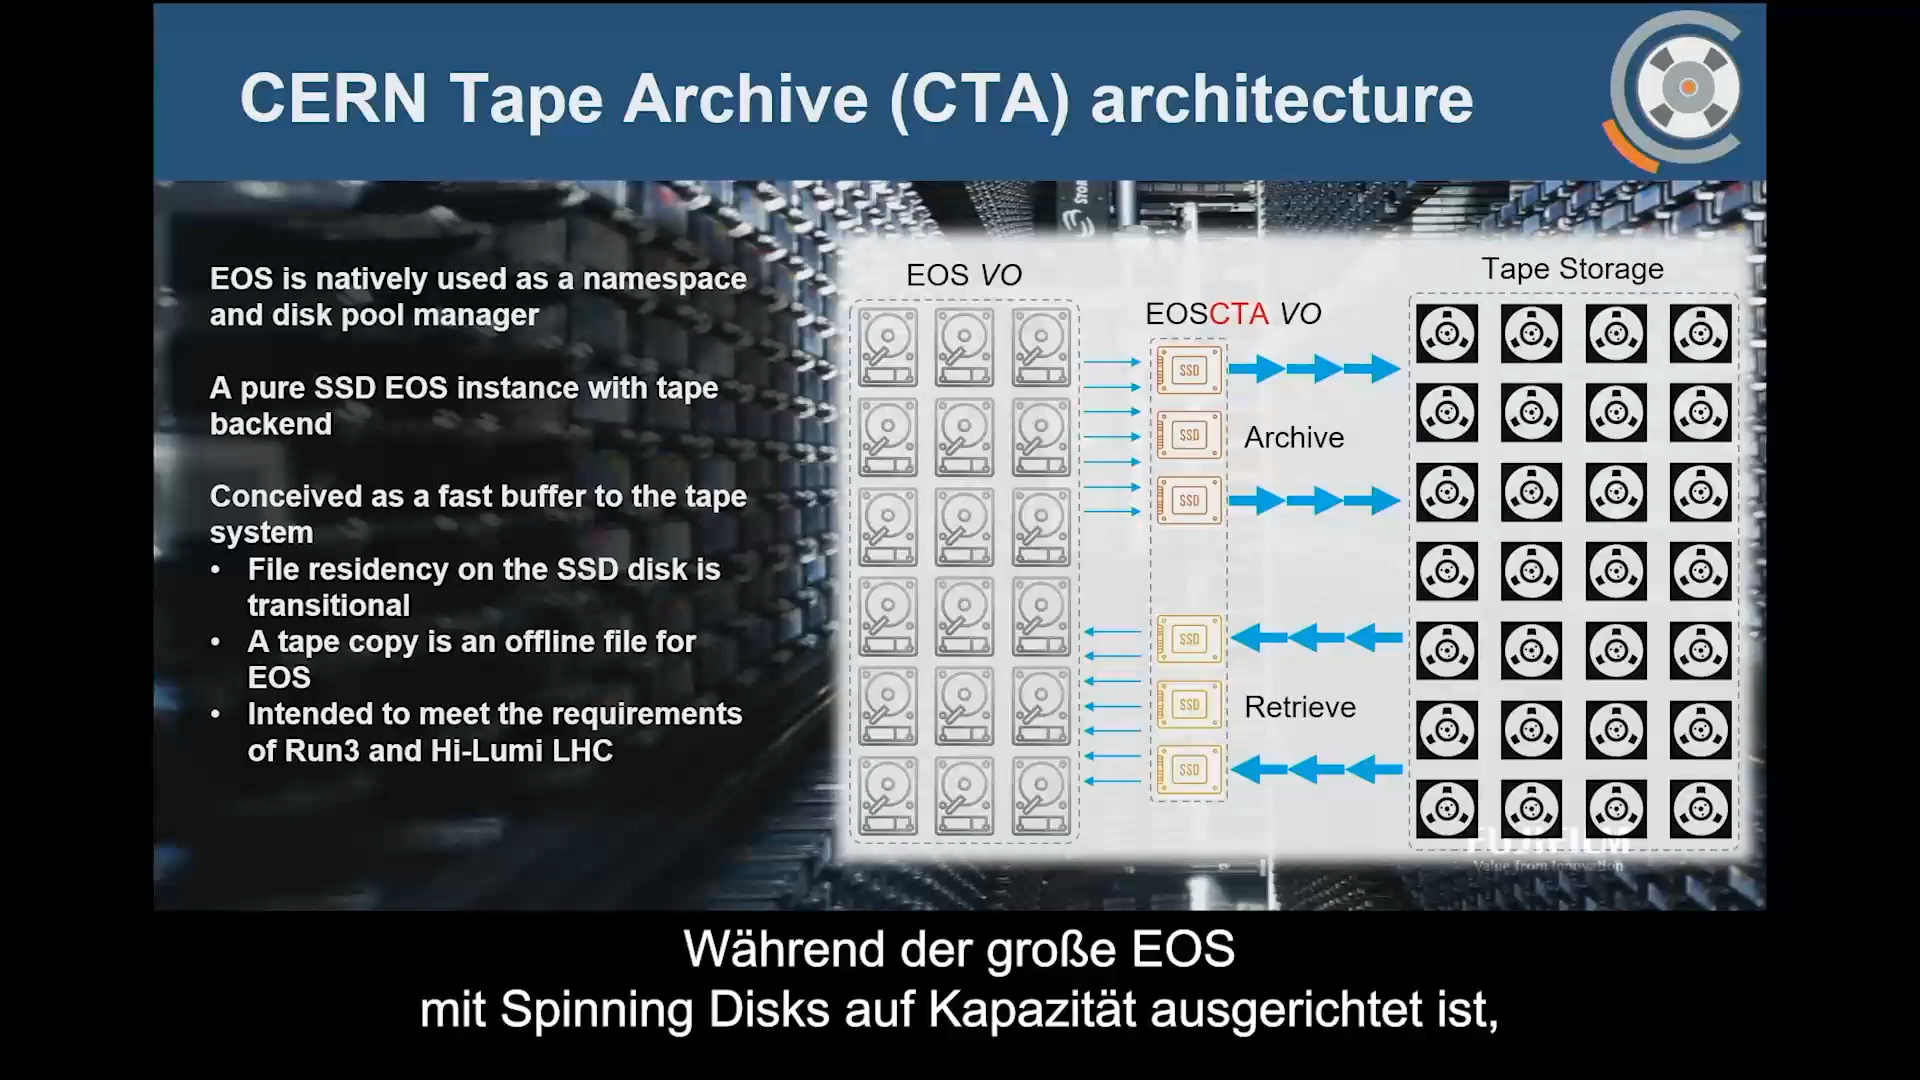 CERN Tape Archive (CTA) architecture
EOS is natively used as a namespace
and disk pool manager
A pure SSD EOS instance with tape
backend
Conceived as a fast buffer to the tape
system
• File residency on the SSD disk is
transitional
• A tape copy is an offline file for
EOS
• Intended to meet the requirements
of Run3 and Hi-Lumi LHC
EOS VO
EOSCTA VO
Tape Storage
SSD
SSD
Archive
SSD
SSD
SSD
Retrieve
SSD
FUJIFILM
Value from Innovation
Während der große EOS
mit Spinning Disks auf Kapazität ausgerichtet ist,